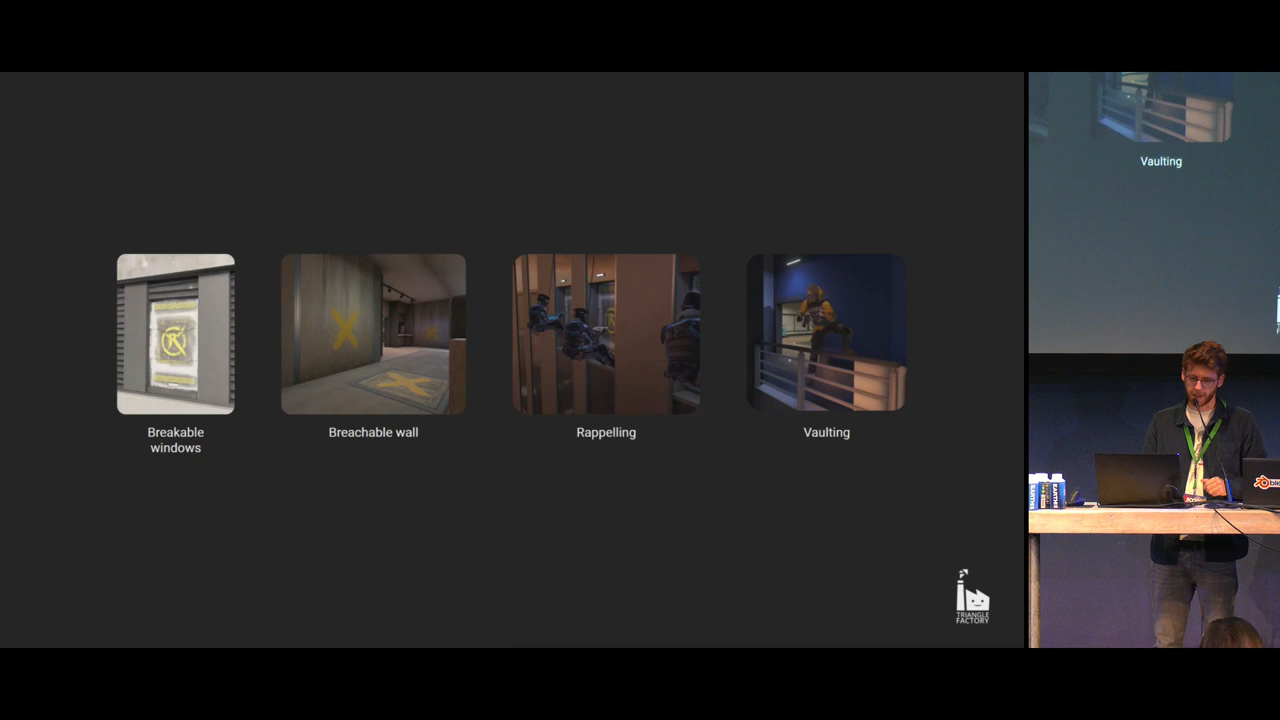 Breakable
windows
Breachable wall
Rappelling
Vaulting
TRIANGLE
FACTORY
Vaulting